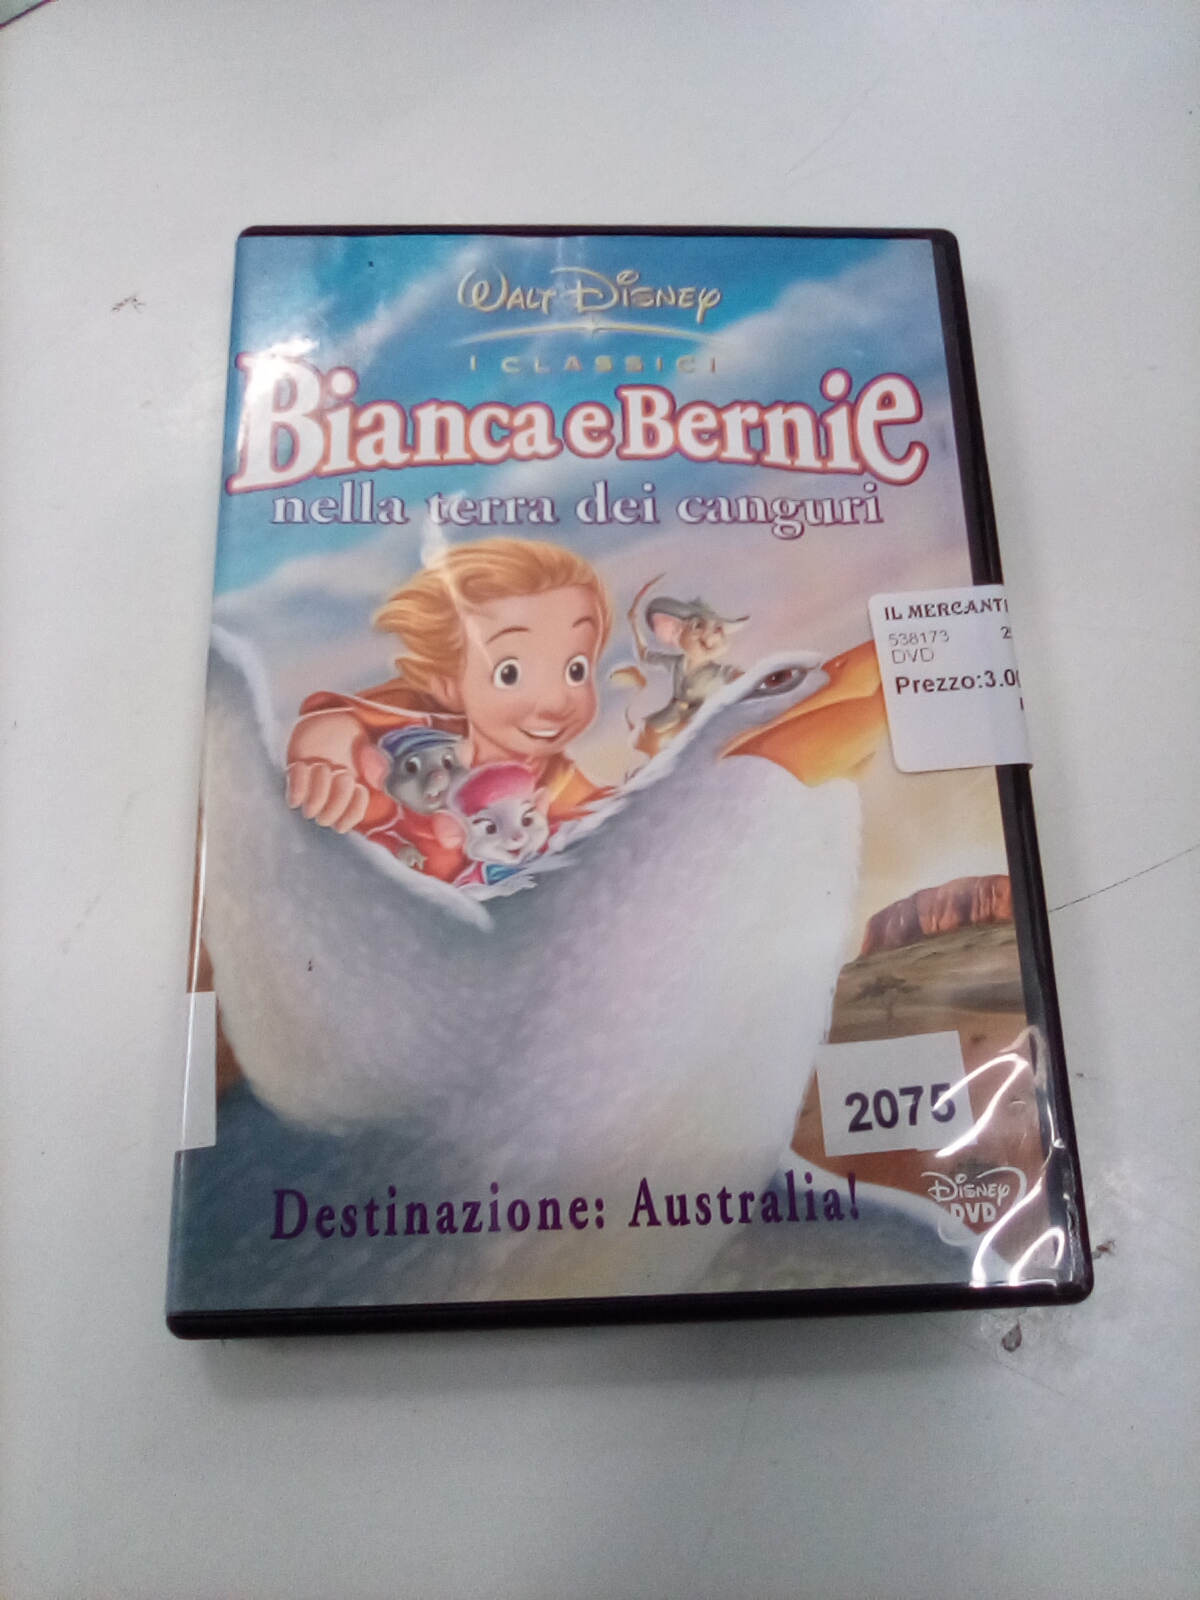 WALT DISNEY
I CLASSICI
Bianca e Bernie
nella terra dei canguri
IL MERCANTI
538173
DVD
Prezzo:3.0
2075
Destinazione: Australia!
DISNEY
DVD